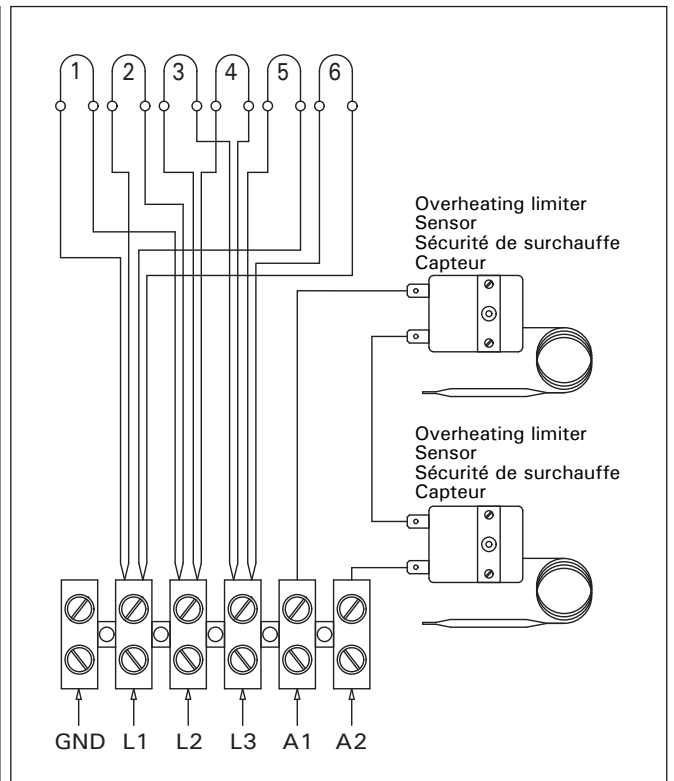 1 2 3 4 5 6
Overheating limiter
Sensor
Sécurité de surchauffe
Capteur
Overheating limiter
Sensor
Sécurité de surchauffe
Capteur
GND L1 L2 L3 A1 A2